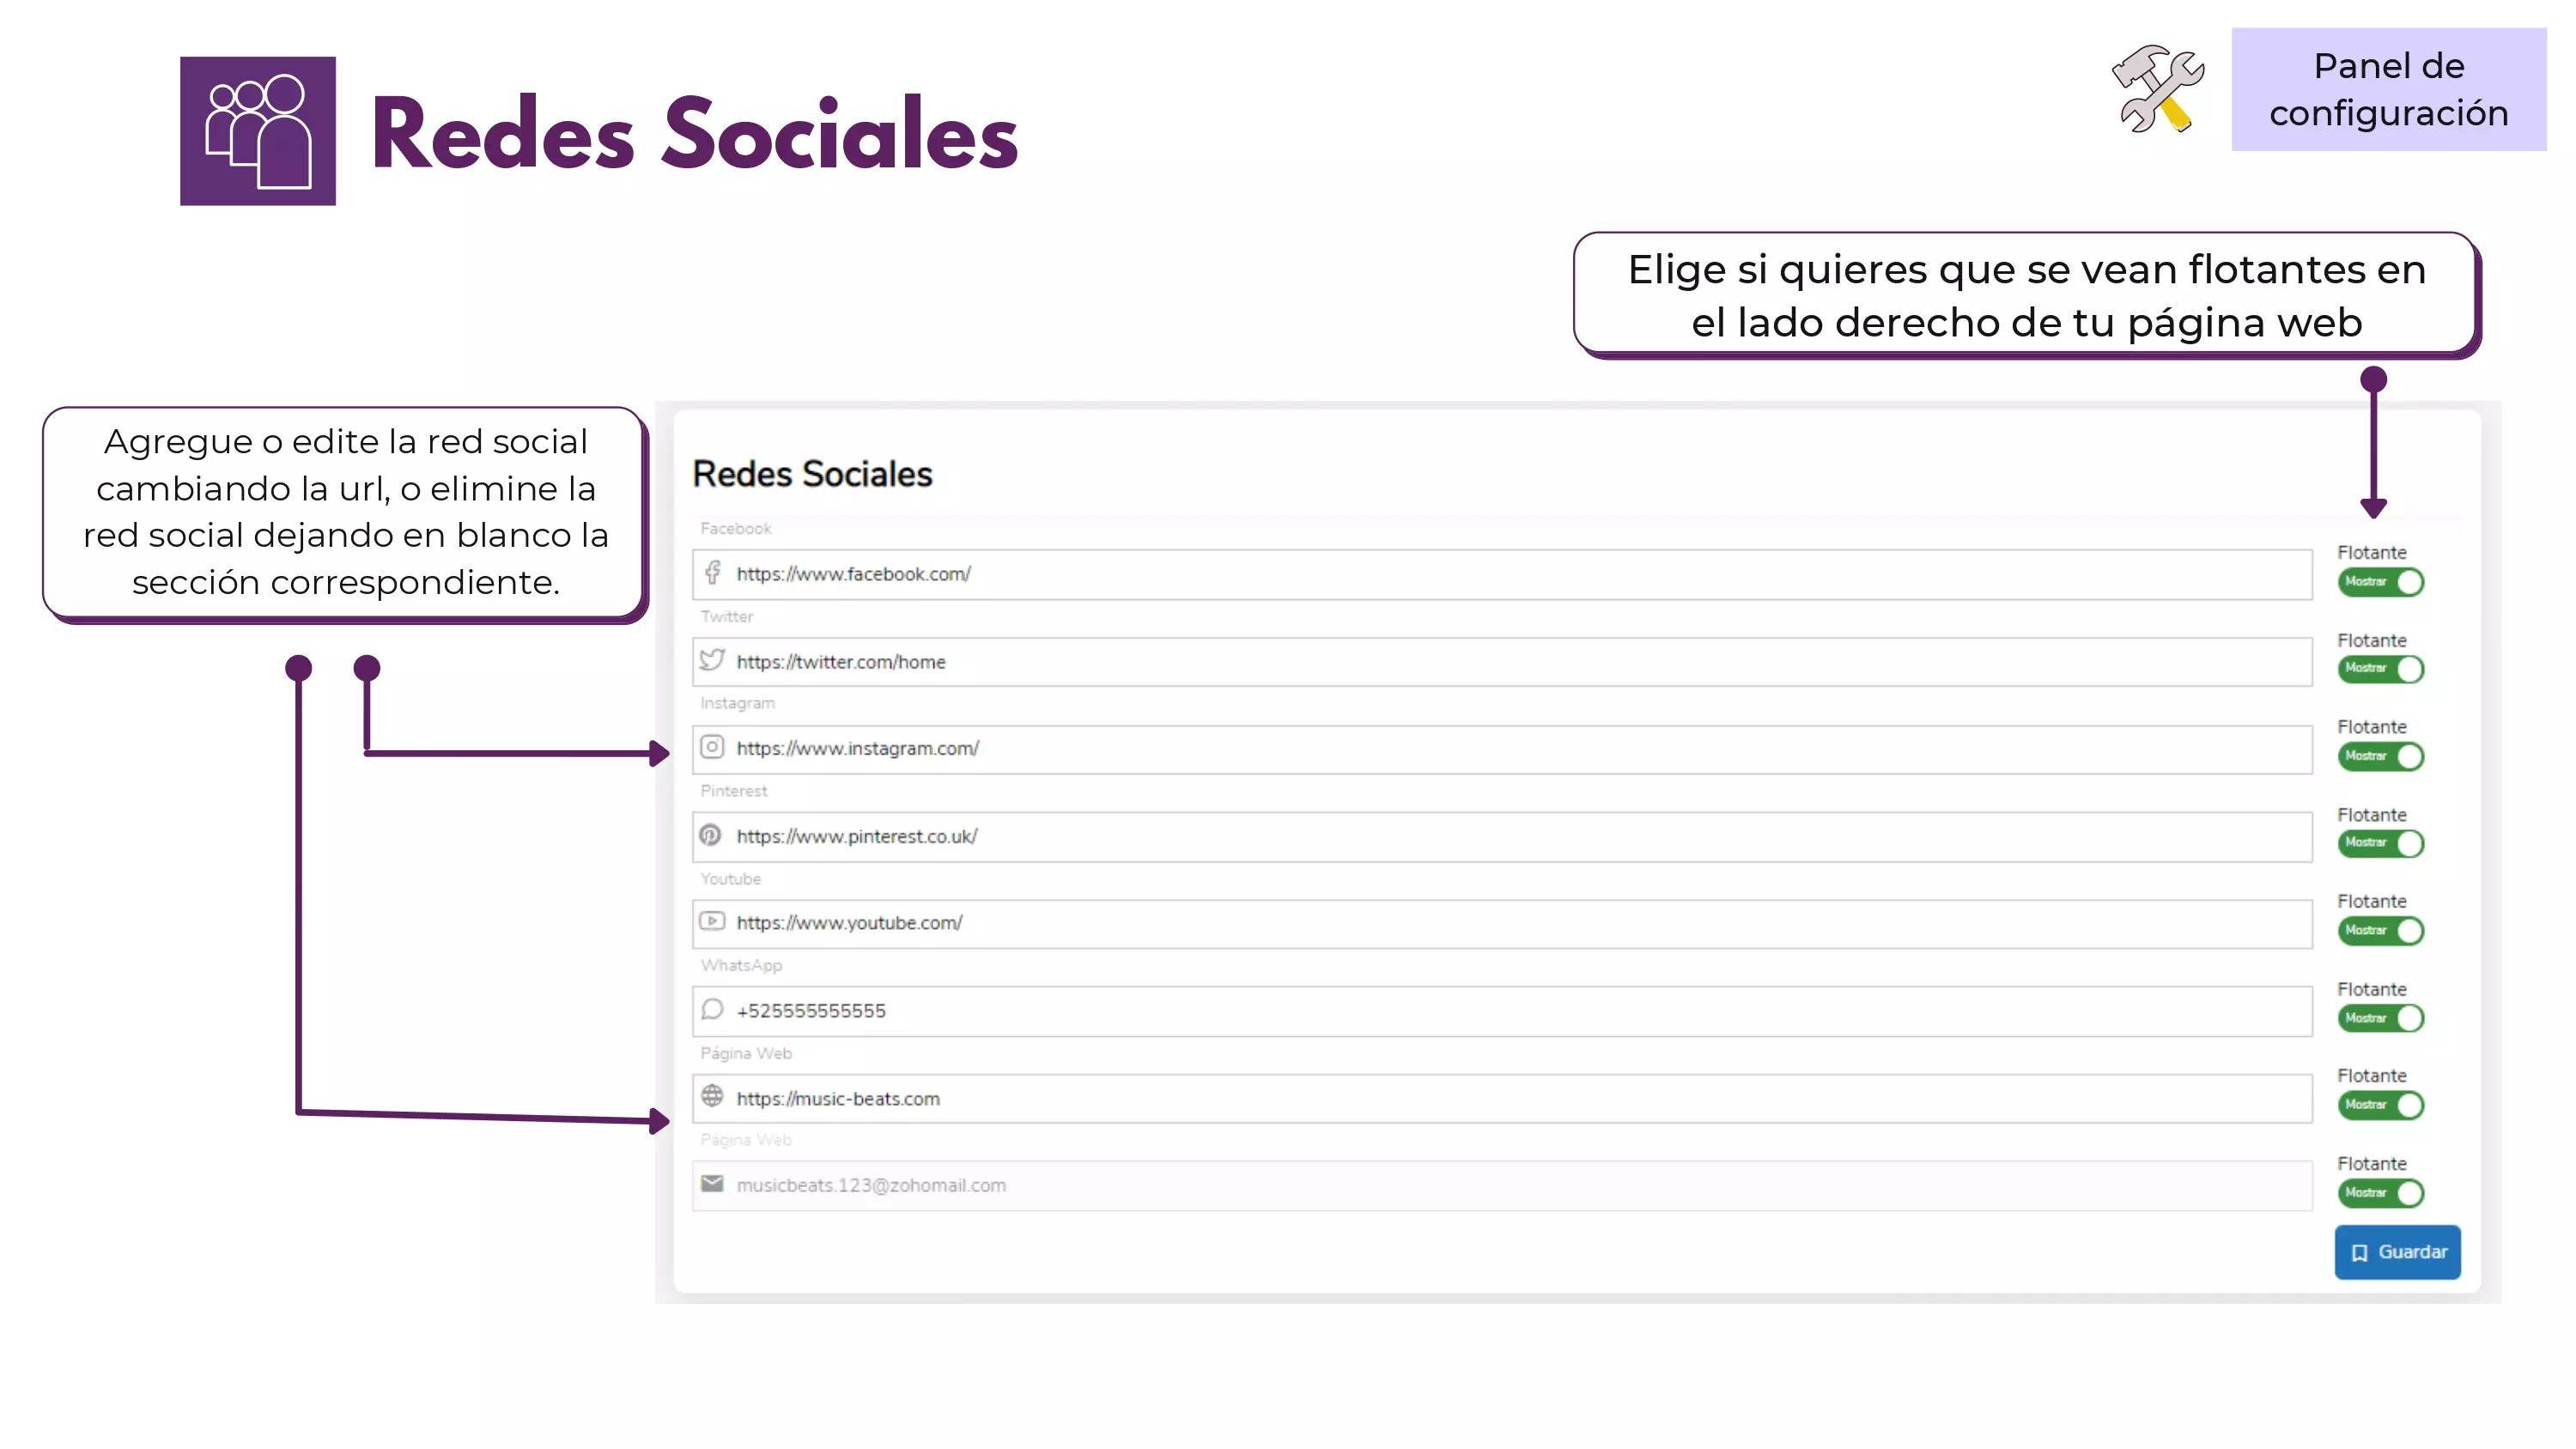 Redes Sociales
Panel de
configuración
Elige si quieres que se vean flotantes en
el lado derecho de tu página web
Agregue o edite la red social
cambiando la url, o elimine la
red social dejando en blanco la
sección correspondiente.
Redes Sociales
Facebook
https://www.facebook.com/
Flotante
Mostrar
Twitter
https://twitter.com/home
Flotante
Mostrar
Instagram
https://www.instagram.com/
Flotante
Mostrar
Pinterest
https://www.pinterest.co.uk/
Flotante
Mostrar
Youtube
https://www.youtube.com/
Flotante
Mostrar
WhatsApp
+525555555555
Flotante
Mostrar
Página Web
https://music-beats.com
Flotante
Mostrar
Página Web
musicbeats.123@zohomail.com
Flotante
Mostrar
Guardar